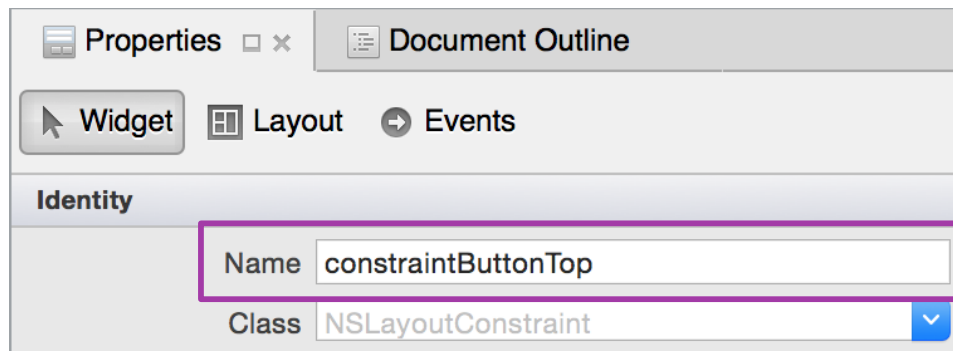 Properties Document Outline
Widget Layout Events
Identity
Name constraintButtonTop
Class NSLayoutConstraint